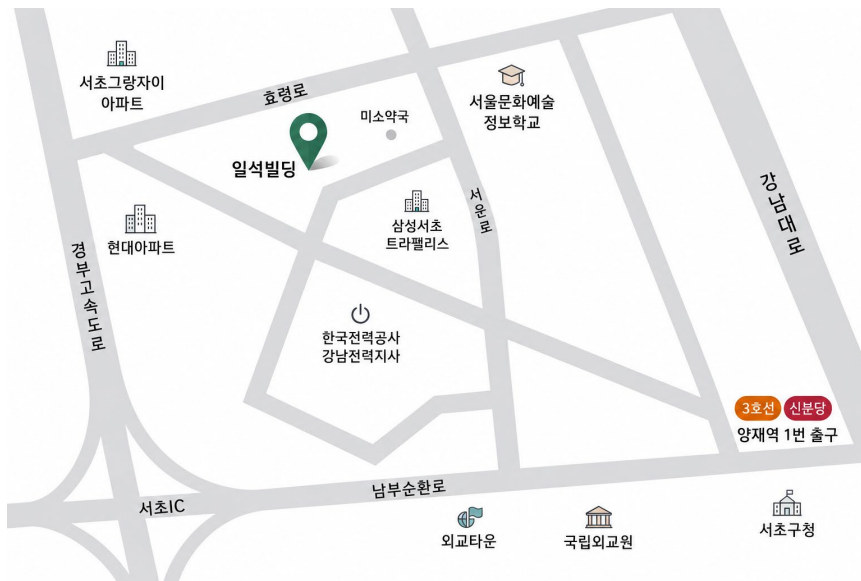 서초그랑자이
아파트
효령로
미소약국
서울문화예술
정보학교
일석빌딩
현대아파트
삼성서초
트라팰리스
서운로
강남대로
경부고속도로
한국전력공사
강남전력지사
3호선 신분당
양재역 1번 출구
서초IC
남부순환로
외교타운
국립외교원
서초구청